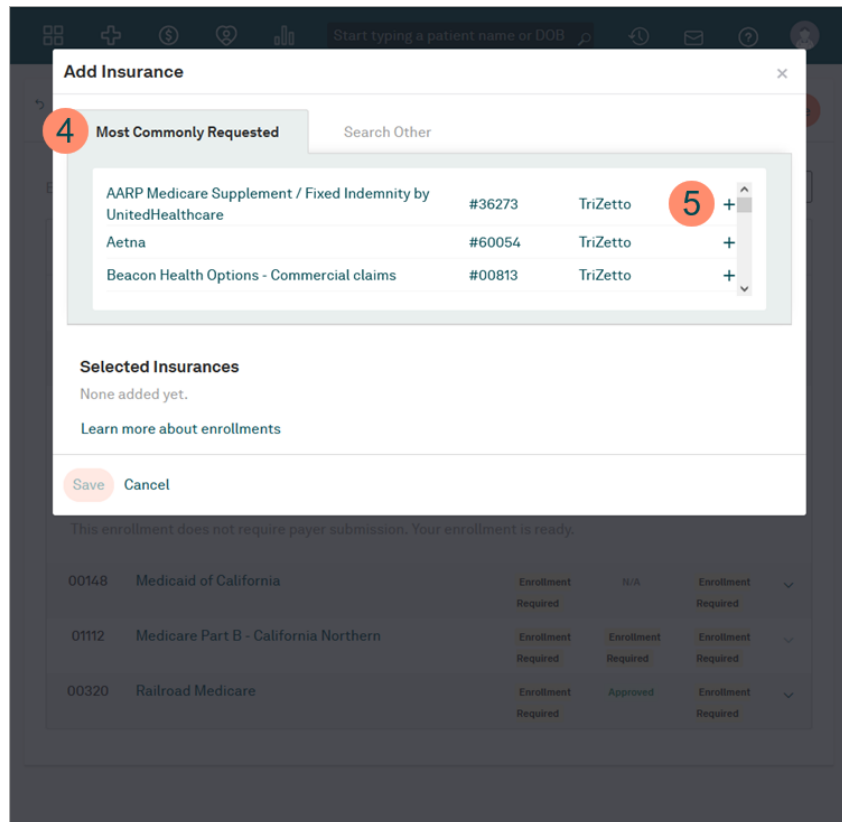 Start typing a patient name or DOB
Add Insurance
4
Most Commonly Requested
Search Other
AARP Medicare Supplement / Fixed Indemnity by
UnitedHealthcare
#36273
TriZetto
5
+
Aetna
#60054
TriZetto
+
Beacon Health Options - Commercial claims
#00813
TriZetto
+
Selected Insurances
None added yet.
Learn more about enrollments
Save
Cancel
This enrollment does not require payer submission. Your enrollment is ready.
00148
Medicaid of California
Enrollment
Required
N/A
Enrollment
Required
01112
Medicare Part B - California Northern
Enrollment
Required
Enrollment
Required
Enrollment
Required
00320
Railroad Medicare
Enrollment
Required
Approved
Enrollment
Required